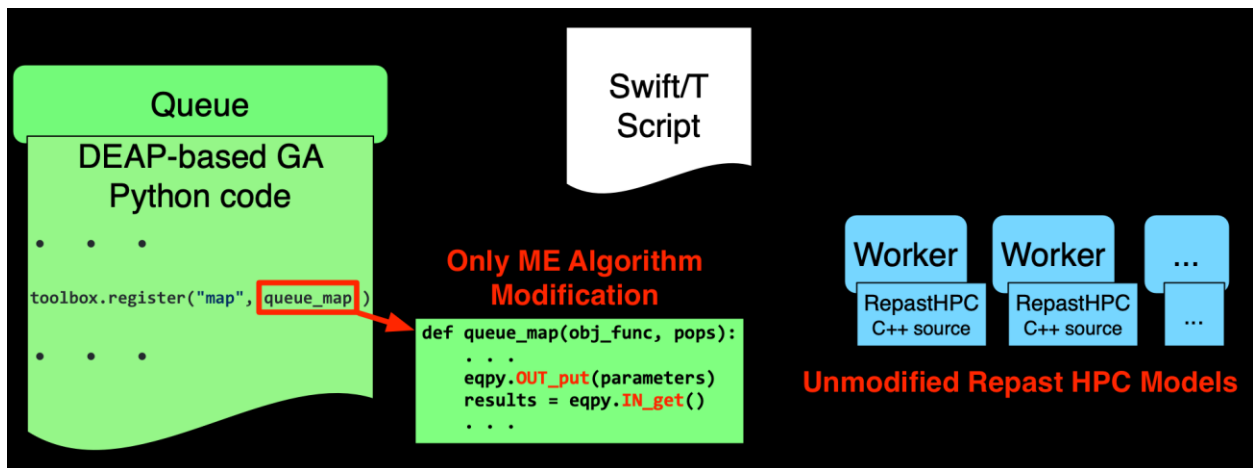 Queue
DEAP-based GA
Python code
• • •
toolbox.register("map", queue_map )
• • •
Swift/T
Script
Only ME Algorithm
Modification
def queue_map(obj_func, pops):
. . .
eqpy.OUT_put(parameters)
results = eqpy.IN_get()
. . .
Worker
RepastHPC
C++ source
Worker
RepastHPC
C++ source
...
...
Unmodified Repast HPC Models